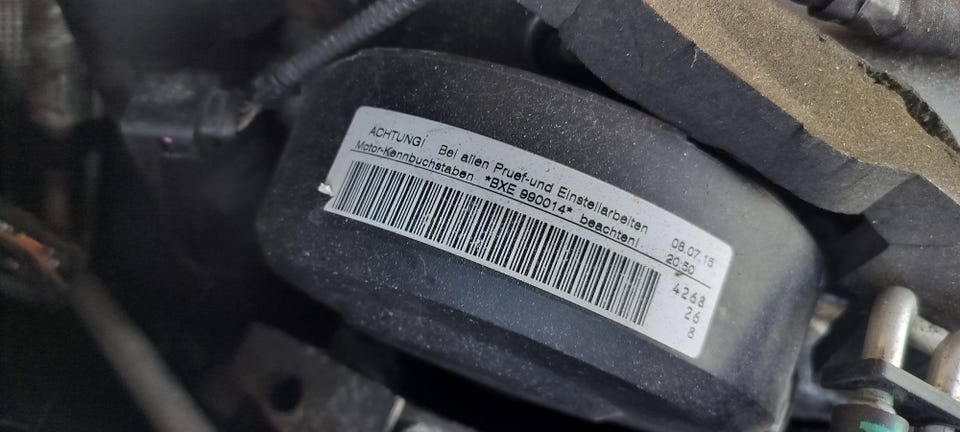 ACHTUNG! Bei allen Pruef-und Einstellarbeiten
Motor-Kennbuchstaben *BXE 990014* beachten!
08.07.15
20:50
4268
26
8